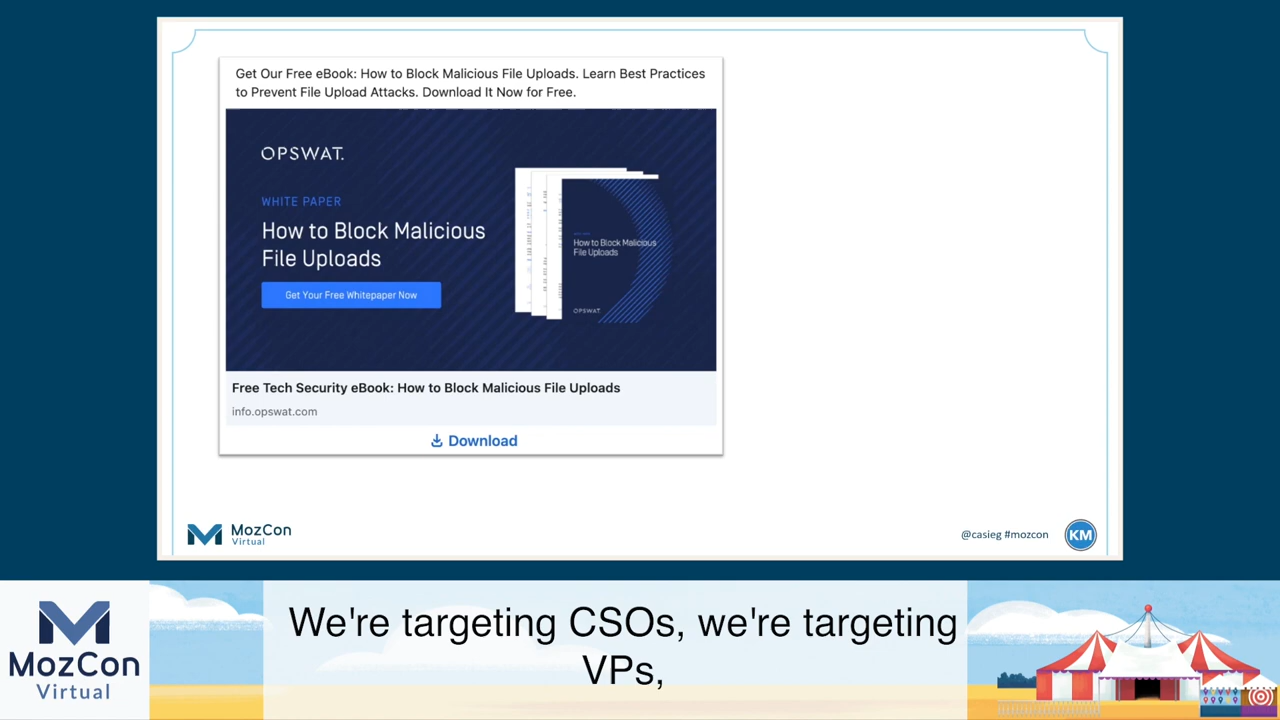 Get Our Free eBook: How to Block Malicious File Uploads. Learn Best Practices
to Prevent File Upload Attacks. Download It Now for Free.
OPSWAT.
WHITE PAPER
How to Block Malicious
File Uploads
Get Your Free Whitepaper Now
How to Block Malicious
File Uploads
OPSWAT.
Free Tech Security eBook: How to Block Malicious File Uploads
info.opswat.com
Download
MozCon
Virtual
@casieg #mozcon
KM
We're targeting CSOs, we're targeting
VPs,
MozCon
Virtual